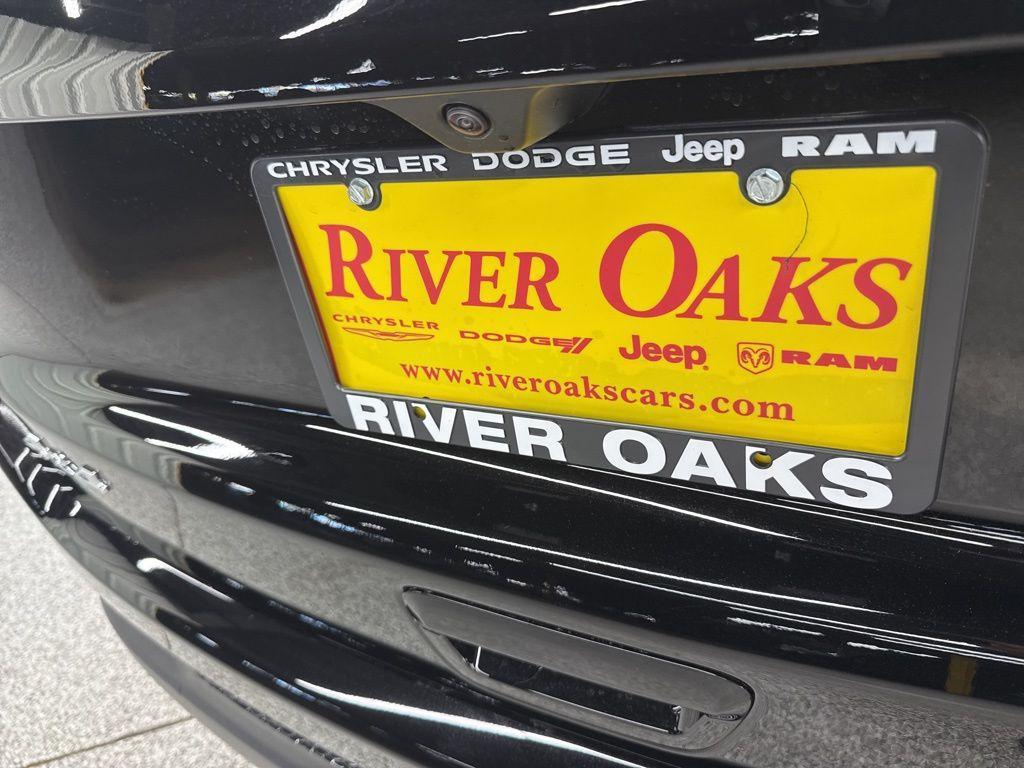 CHRYSLER DODGE Jeep RAM
RIVER OAKS
CHRYSLER DODGE Jeep RAM
www.riveroakscars.com
RIVER OAKS